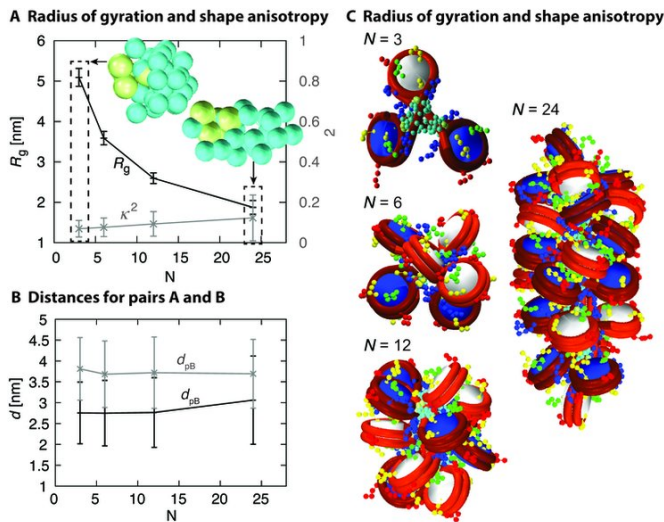 A Radius of gyration and shape anisotropy
6
5
4
3
2
1
Rg [nm]
1
0.8
0.6
0.4
0.2
0
2
Rg
κ²
0 5 10 15 20 25
N
B Distances for pairs A and B
5
4.5
4
3.5
3
2.5
2
1.5
1
d [nm]
dpB
dpB
0 5 10 15 20 25
N
C Radius of gyration and shape anisotropy
N = 3
N = 24
N = 6
N = 12